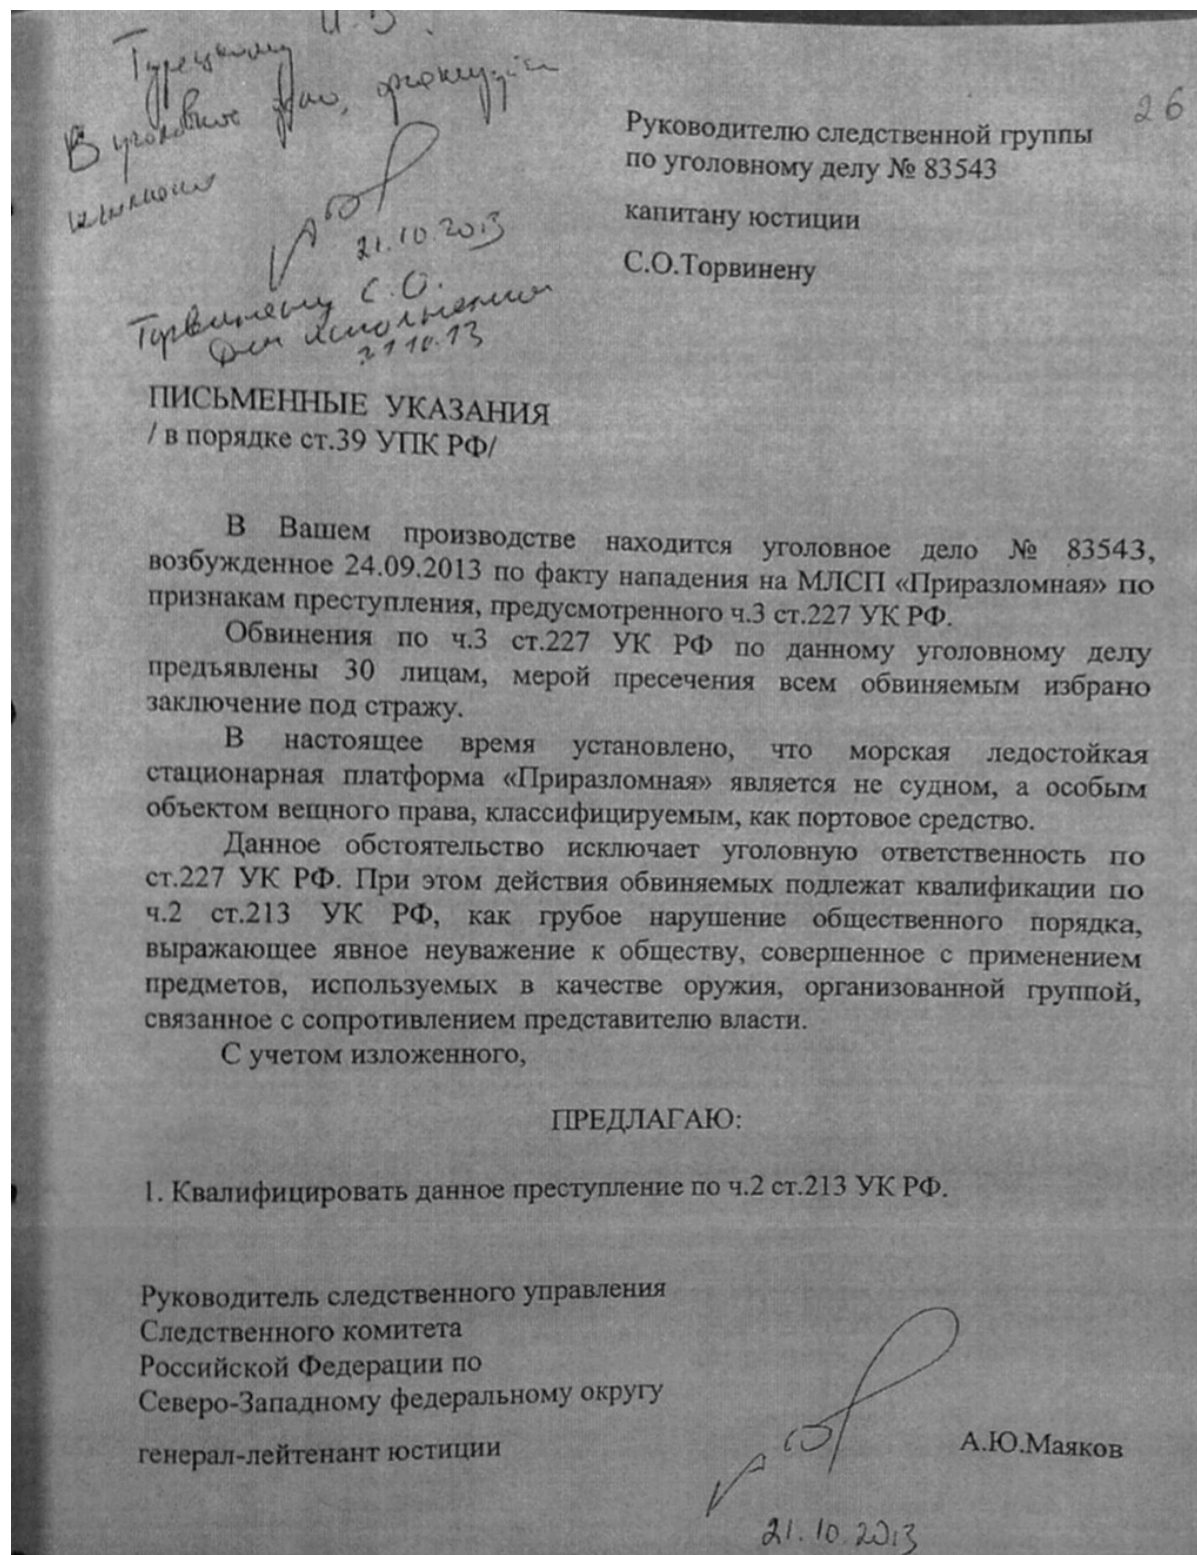 Турецкому И.В.
В уголовное дело,
21.10.2013
Торвинену С.О.
Для исполнения
21 10.13
26
Руководителю следственной группы
по уголовному делу № 83543
капитану юстиции
С.О.Торвинену
ПИСЬМЕННЫЕ УКАЗАНИЯ
/ в порядке ст.39 УПК РФ/
В Вашем производстве находится уголовное дело № 83543,
возбужденное 24.09.2013 по факту нападения на МЛСП «Приразломная» по
признакам преступления, предусмотренного ч.3 ст.227 УК РФ.
Обвинения по ч.3 ст.227 УК РФ по данному уголовному делу
предъявлены 30 лицам, мерой пресечения всем обвиняемым избрано
заключение под стражу.
В настоящее время установлено, что морская ледостойкая
стационарная платформа «Приразломная» является не судном, а особым
объектом вещного права, классифицируемым, как портовое средство.
Данное обстоятельство исключает уголовную ответственность по
ст.227 УК РФ. При этом действия обвиняемых подлежат квалификации по
ч.2 ст.213 УК РФ, как грубое нарушение общественного порядка,
выражающее явное неуважение к обществу, совершенное с применением
предметов, используемых в качестве оружия, организованной группой,
связанное с сопротивлением представителю власти.
С учетом изложенного,
ПРЕДЛАГАЮ:
1. Квалифицировать данное преступление по ч.2 ст.213 УК РФ.
Руководитель следственного управления
Следственного комитета
Российской Федерации по
Северо-Западному федеральному округу
генерал-лейтенант юстиции
А.Ю.Маяков
21.10.2013